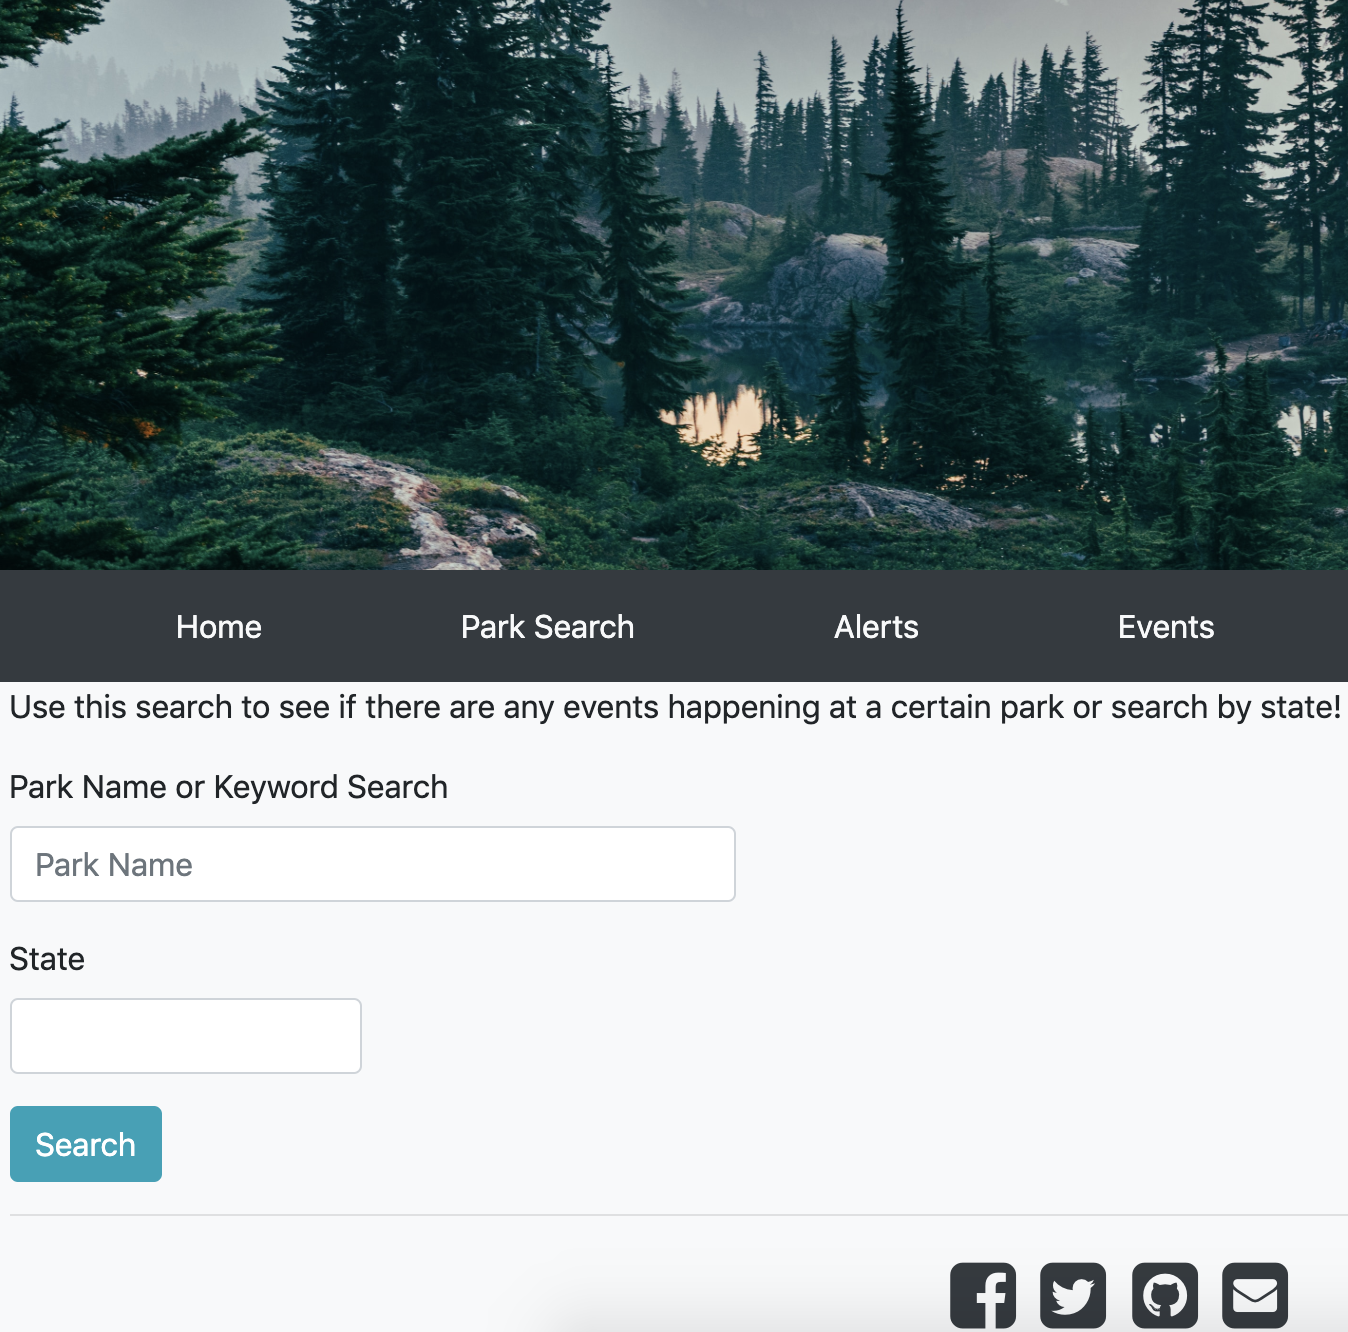 Home Park Search Alerts Events
Use this search to see if there are any events happening at a certain park or search by state!
Park Name or Keyword Search
Park Name
State
Search